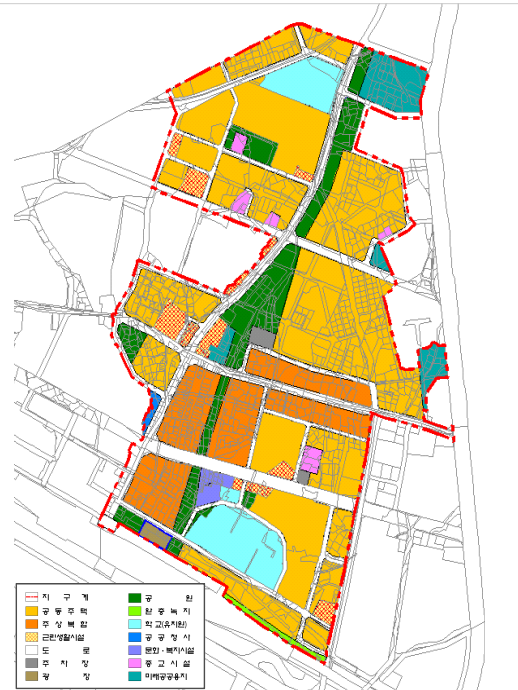 지 구 계
공 동 주 택
주 상 복 합
근린생활시설
도 로
주 차 장
광 장
공 원
완 충 녹 지
학 교(유치원)
공 공 청 사
문화·복지시설
종 교 시 설
미래공공용지